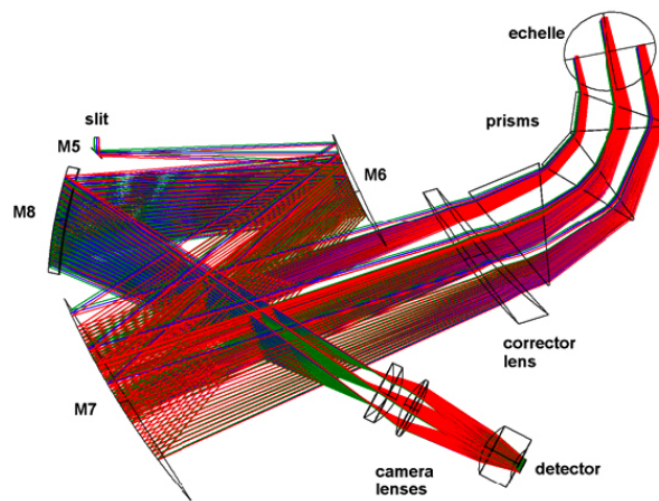 echelle
slit
M5
prisms
M6
M8
corrector
lens
M7
camera
lenses
detector